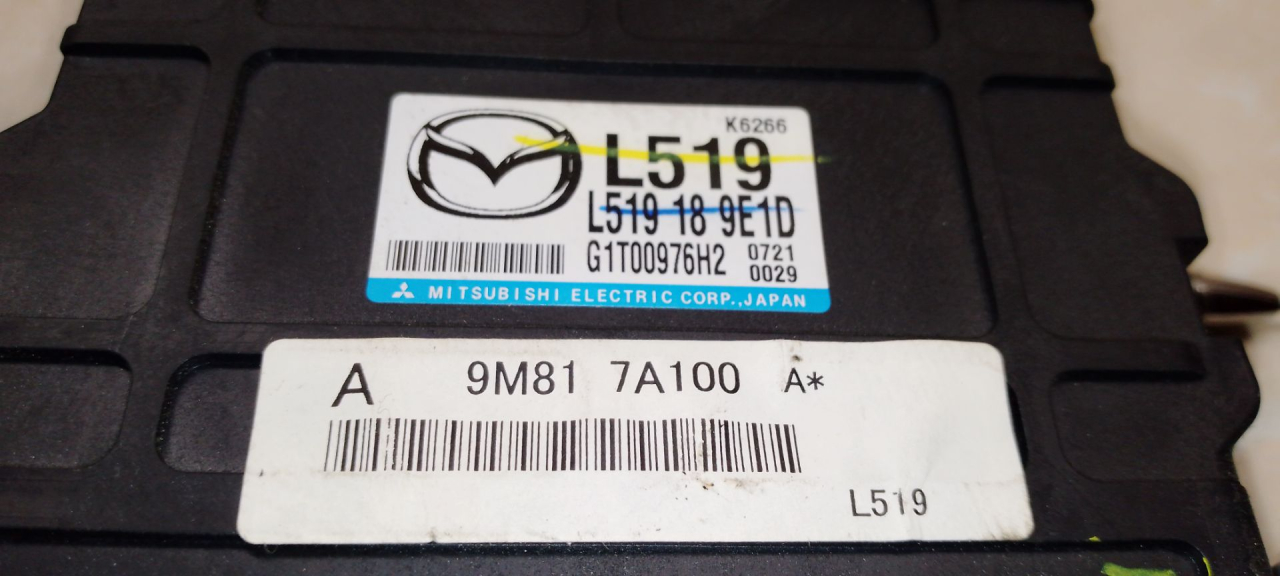 K6266
L519
L519 18 9E1D
G1T00976H2 0721
0029
MITSUBISHI ELECTRIC CORP.,JAPAN
A 9M81 7A100 A*
L519